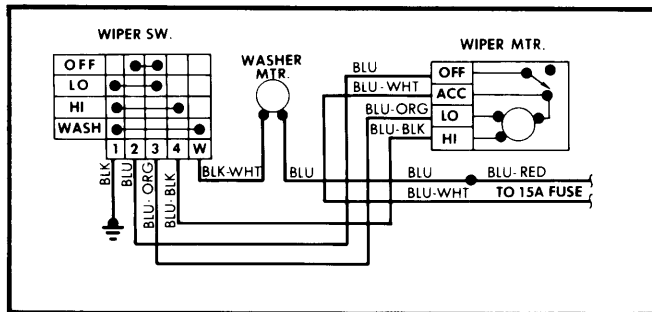 WIPER SW.
OFF
LO
HI
WASH
1 2 3 4 W
BLK
BLU
BLU-ORG
BLU-BLK
BLK-WHT
WASHER
MTR.
BLU
WIPER MTR.
OFF
ACC
LO
HI
BLU
BLU-WHT
BLU-ORG
BLU-BLK
BLU
BLU-RED
BLU-WHT
TO 15A FUSE